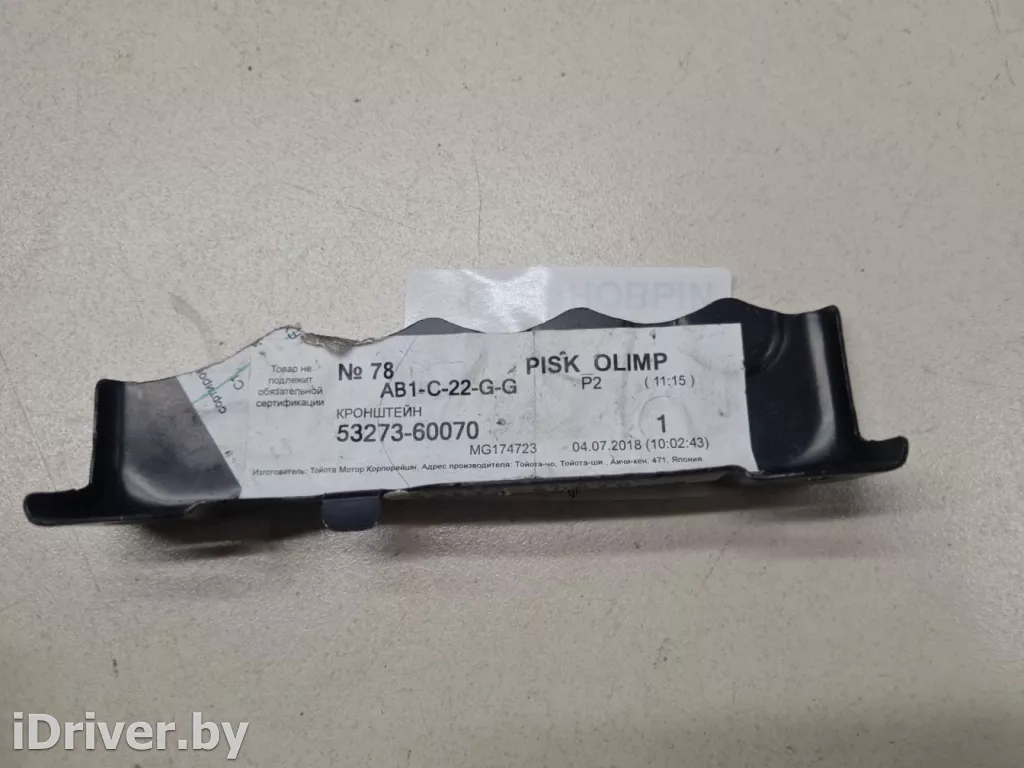 НОВРІN
Товар не
подлежит
обязательной
сертификации
№ 78
PISK_OLIMP
AB1-C-22-G-G
P2
( 11:15 )
КРОНШТЕЙН
53273-60070
1
MG174723
04.07.2018 (10:02:43)
Изготовитель: Тойота Мотор Корпорейшн, Адрес производителя: Тойота-чо, Тойота-ши , Аичи-кен, 471, Япония
iDriver.by